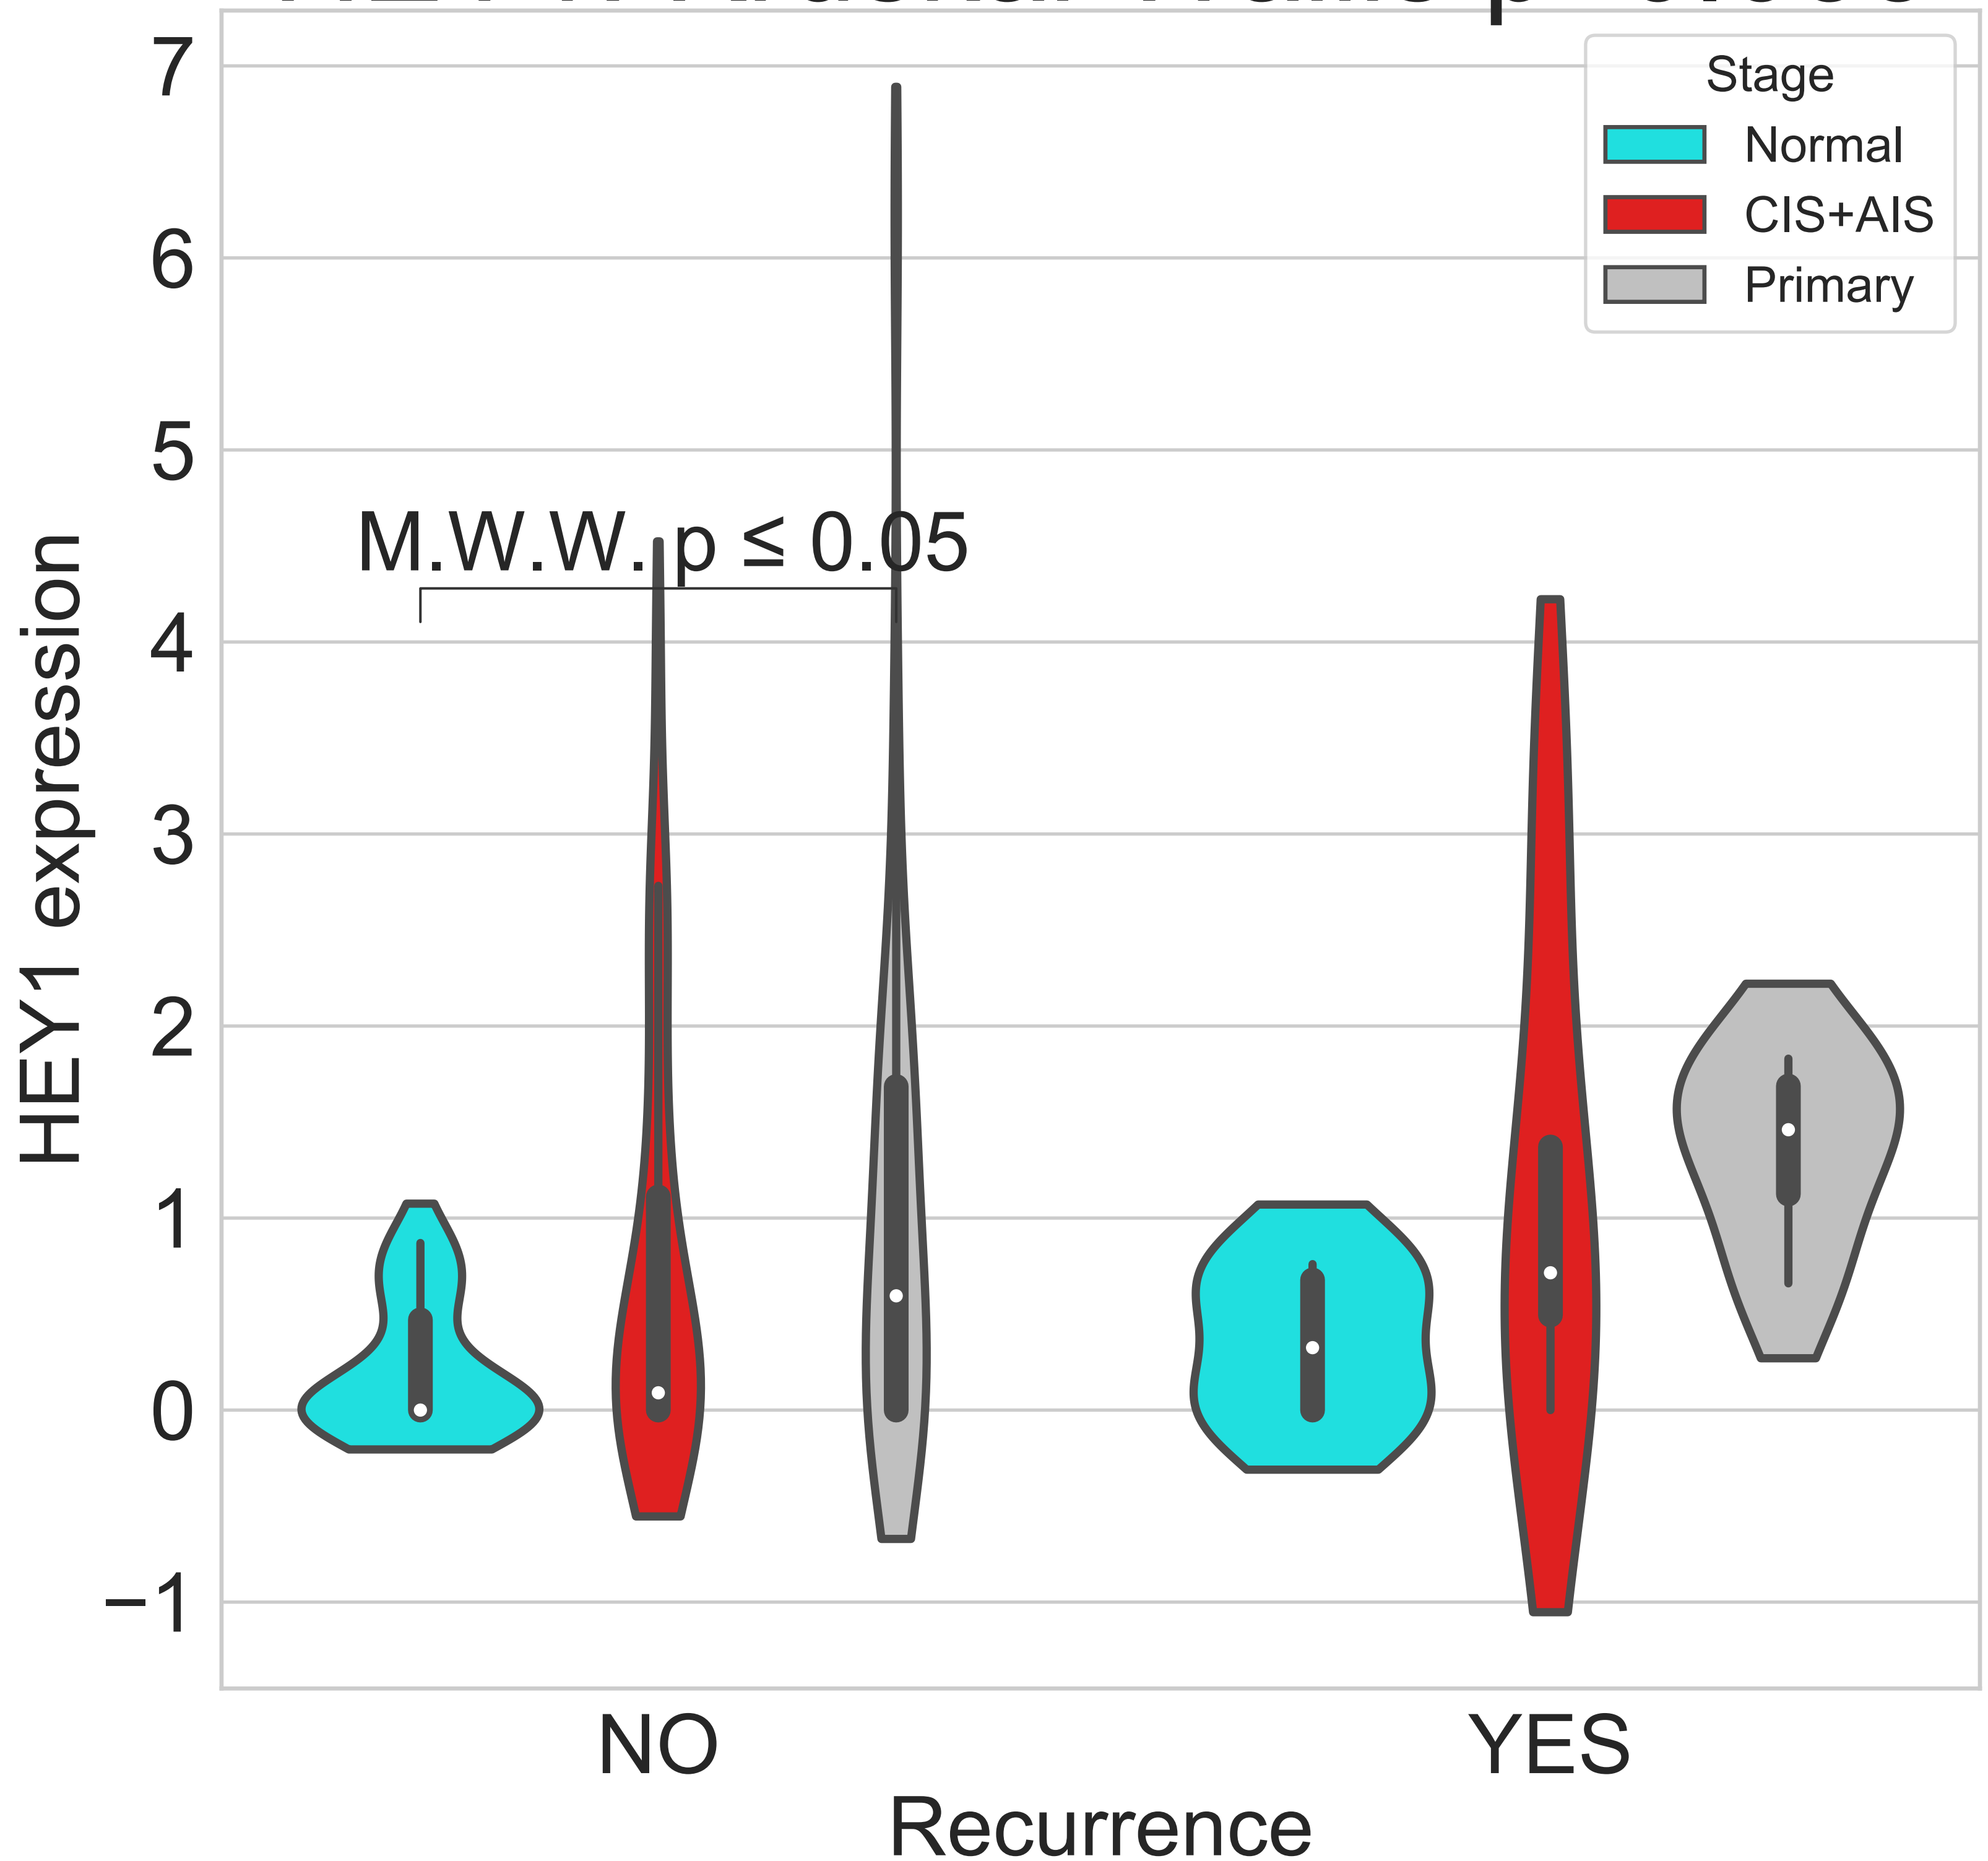 7
6
5
4
3
2
1
0
−1
HEY1 expression
M.W.W. p ≤ 0.05
Stage
Normal
CIS+AIS
Primary
NO
YES
Recurrence